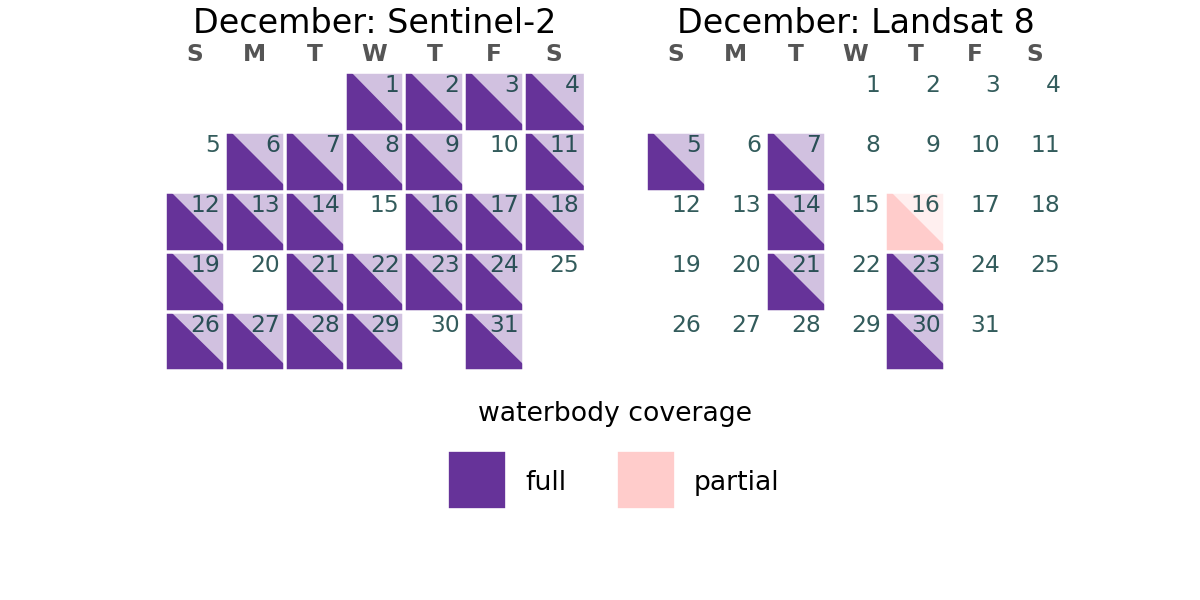 December: Sentinel-2
S M T W T F S
1 2 3 4
5 6 7 8 9 10 11
12 13 14 15 16 17 18
19 20 21 22 23 24 25
26 27 28 29 30 31
December: Landsat 8
S M T W T F S
1 2 3 4
5 6 7 8 9 10 11
12 13 14 15 16 17 18
19 20 21 22 23 24 25
26 27 28 29 30 31
waterbody coverage
full partial